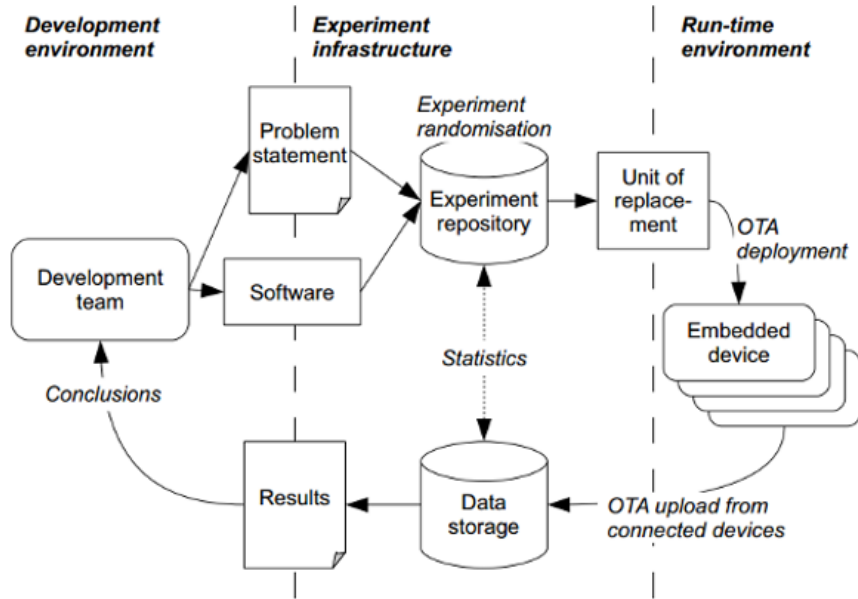 Development
environment
Experiment
infrastructure
Run-time
environment
Problem
statement
Experiment
randomisation
Experiment
repository
Unit of
replace-
ment
OTA
deployment
Development
team
Software
Embedded
device
Statistics
Conclusions
Results
Data
storage
OTA upload from
connected devices